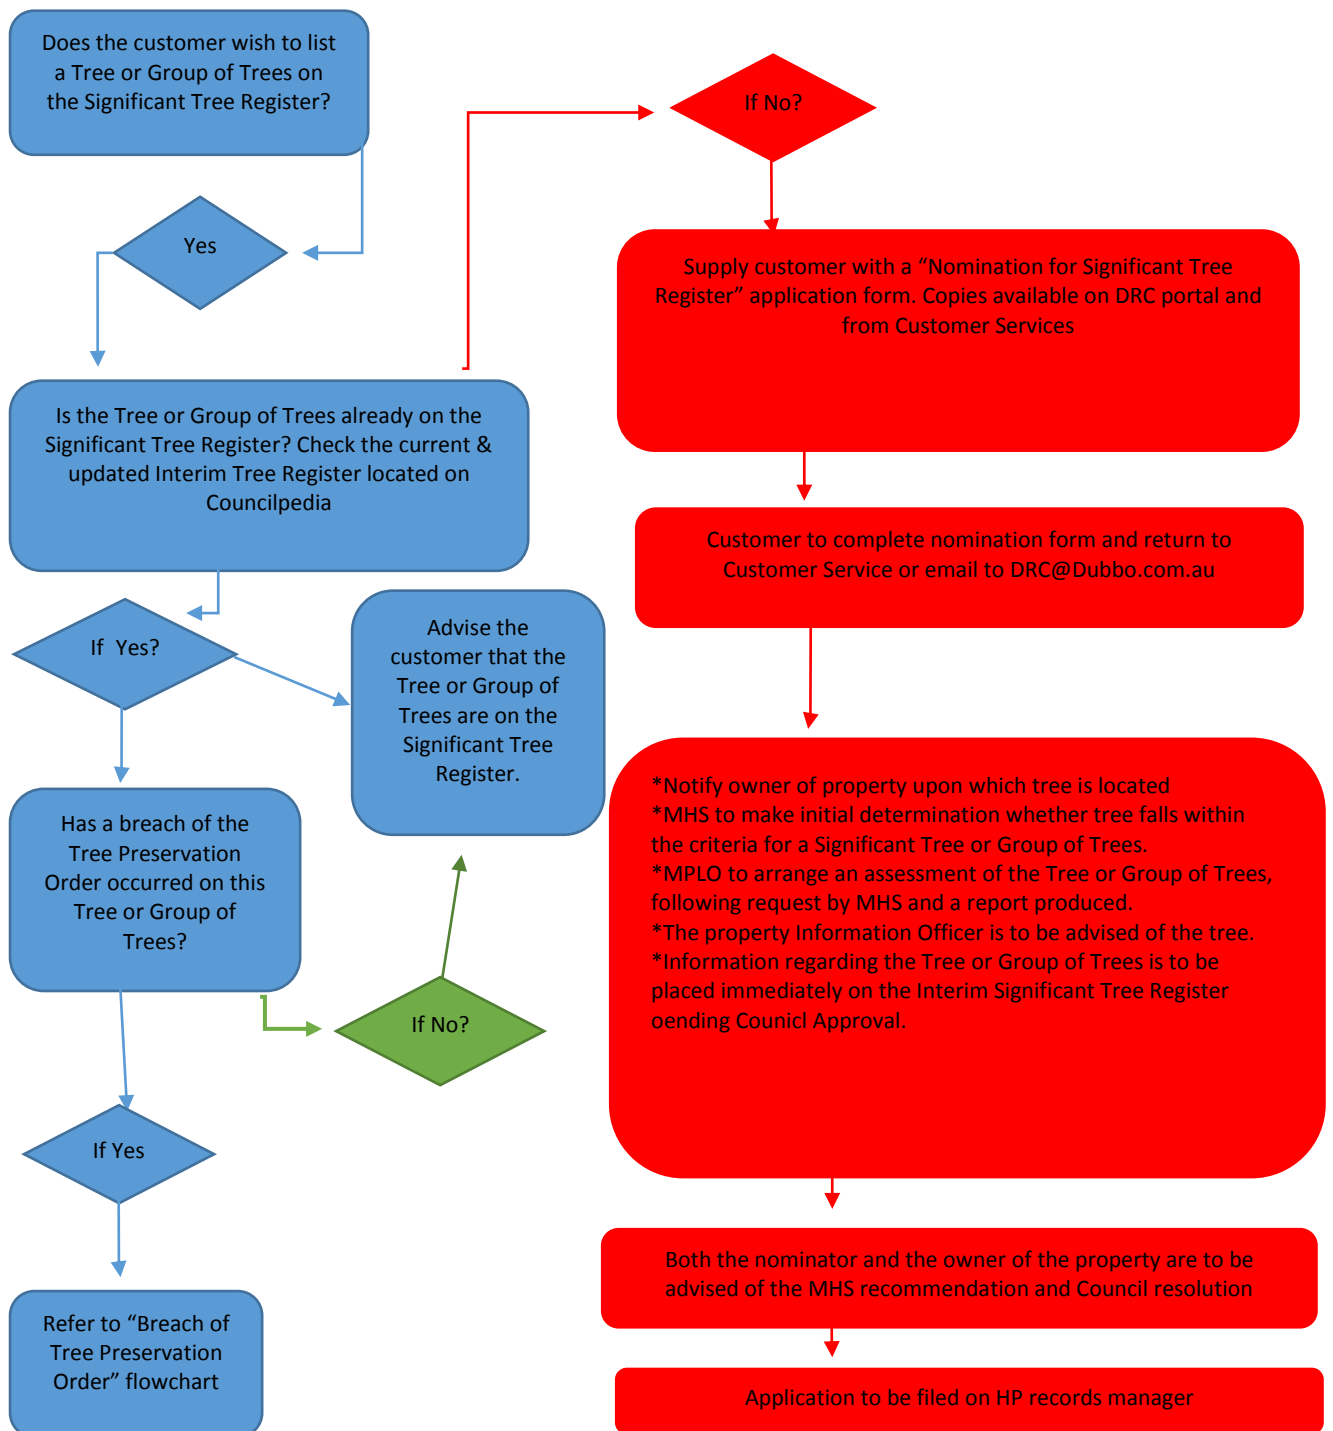 Does the customer wish to list
a Tree or Group of Trees on
the Significant Tree Register?
Yes
Is the Tree or Group of Trees already on the
Significant Tree Register? Check the current &
updated Interim Tree Register located on
Councilpedia
If  Yes?
Advise the
customer that the
Tree or Group of
Trees are on the
Significant Tree
Register.
Has a breach of the
Tree Preservation
Order occurred on this
Tree or Group of
Trees?
If No?
If Yes
Refer to “Breach of
Tree Preservation
Order” flowchart
If No?
Supply customer with a “Nomination for Significant Tree
Register” application form. Copies available on DRC portal and
from Customer Services
Customer to complete nomination form and return to
Customer Service or email to DRC@Dubbo.com.au
*Notify owner of property upon which tree is located
*MHS to make initial determination whether tree falls within
the criteria for a Significant Tree or Group of Trees.
*MPLO to arrange an assessment of the Tree or Group of Trees,
following request by MHS and a report produced.
*The property Information Officer is to be advised of the tree.
*Information regarding the Tree or Group of Trees is to be
placed immediately on the Interim Significant Tree Register
oending Counicl Approval.
Both the nominator and the owner of the property are to be
advised of the MHS recommendation and Council resolution
Application to be filed on HP records manager